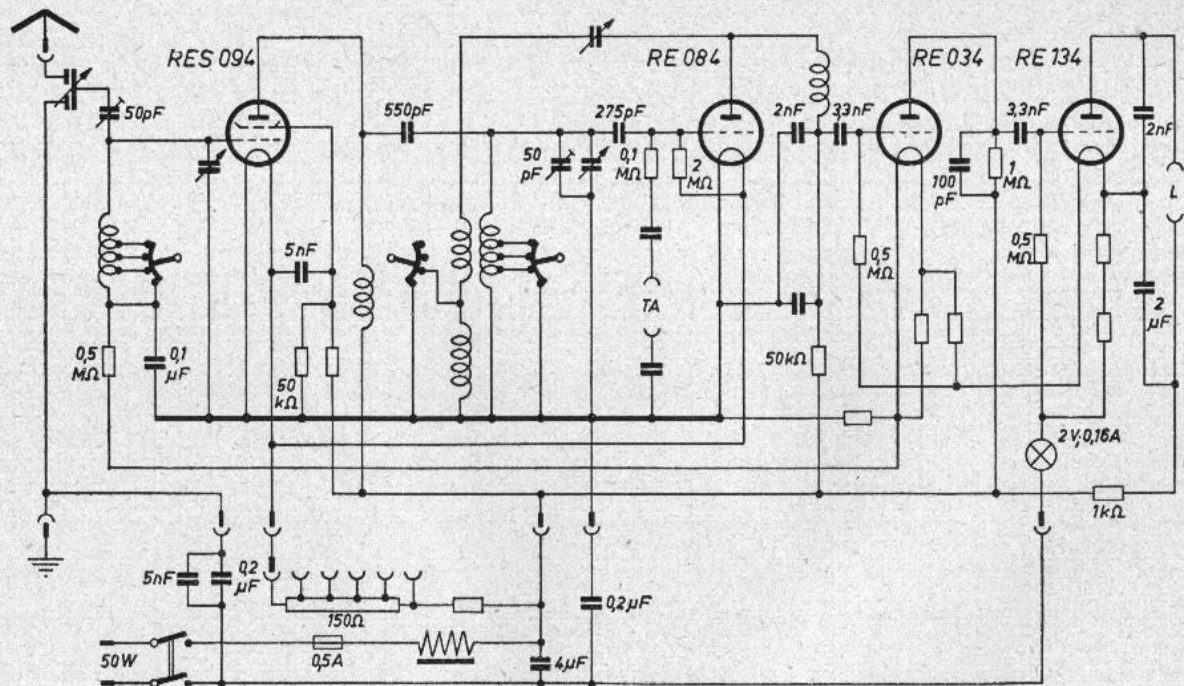 RES 094
RE 084
RE 034
RE 134
50pF
550pF
275pF
2nF
3,3nF
3,3nF
2nF
50
pF
0,1
MΩ
2
MΩ
100
pF
1
MΩ
L
5nF
0,5
MΩ
0,5
MΩ
TA
2
µF
0,5
MΩ
0,1
µF
50
kΩ
50kΩ
2V;0,16A
1kΩ
5nF
0,2
µF
150Ω
0,2µF
50W
0,5A
4µF